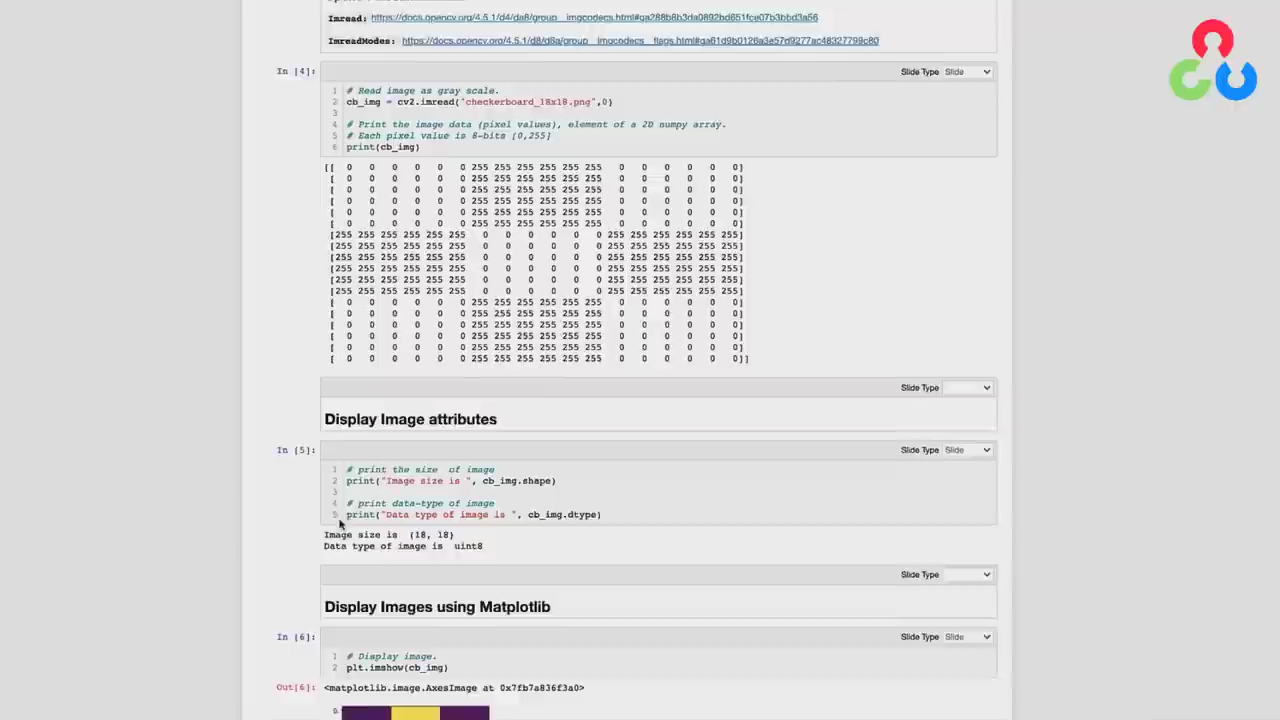 Imread: https://docs.opencv.org/4.5.1/d4/da8/group__imgcodecs.html#ga288b8b3da0892bd651fce07b3bbd3a56
ImreadModes: https://docs.opencv.org/4.5.1/d8/d6a/group__imgcodecs__flags.html#ga61d9b0126a3e57d9277ac48327799c80
In [4]:
Slide Type Slide
1 # Read image as gray scale.
2 cb_img = cv2.imread("checkerboard_18x18.png",0)
3
4 # Print the image data (pixel values), element of a 2D numpy array.
5 # Each pixel value is 8-bits [0,255]
6 print(cb_img)
[[ 0 0 0 0 0 0 255 255 255 255 255 255 0 0 0 0 0 0]
[ 0 0 0 0 0 0 255 255 255 255 255 255 0 0 0 0 0 0]
[ 0 0 0 0 0 0 255 255 255 255 255 255 0 0 0 0 0 0]
[ 0 0 0 0 0 0 255 255 255 255 255 255 0 0 0 0 0 0]
[ 0 0 0 0 0 0 255 255 255 255 255 255 0 0 0 0 0 0]
[ 0 0 0 0 0 0 255 255 255 255 255 255 0 0 0 0 0 0]
[255 255 255 255 255 255 0 0 0 0 0 0 255 255 255 255 255 255]
[255 255 255 255 255 255 0 0 0 0 0 0 255 255 255 255 255 255]
[255 255 255 255 255 255 0 0 0 0 0 0 255 255 255 255 255 255]
[255 255 255 255 255 255 0 0 0 0 0 0 255 255 255 255 255 255]
[255 255 255 255 255 255 0 0 0 0 0 0 255 255 255 255 255 255]
[255 255 255 255 255 255 0 0 0 0 0 0 255 255 255 255 255 255]
[ 0 0 0 0 0 0 255 255 255 255 255 255 0 0 0 0 0 0]
[ 0 0 0 0 0 0 255 255 255 255 255 255 0 0 0 0 0 0]
[ 0 0 0 0 0 0 255 255 255 255 255 255 0 0 0 0 0 0]
[ 0 0 0 0 0 0 255 255 255 255 255 255 0 0 0 0 0 0]
[ 0 0 0 0 0 0 255 255 255 255 255 255 0 0 0 0 0 0]
[ 0 0 0 0 0 0 255 255 255 255 255 255 0 0 0 0 0 0]]
Slide Type
Display Image attributes
In [5]:
Slide Type Slide
1 # print the size of image
2 print("Image size is ", cb_img.shape)
3
4 # print data-type of image
5 print("Data type of image is ", cb_img.dtype)
Image size is (18, 18)
Data type of image is uint8
Slide Type
Display Images using Matplotlib
In [6]:
Slide Type Slide
1 # Display image.
2 plt.imshow(cb_img)
Out[6]: <matplotlib.image.AxesImage at 0x7fb7a836f3a0>
0